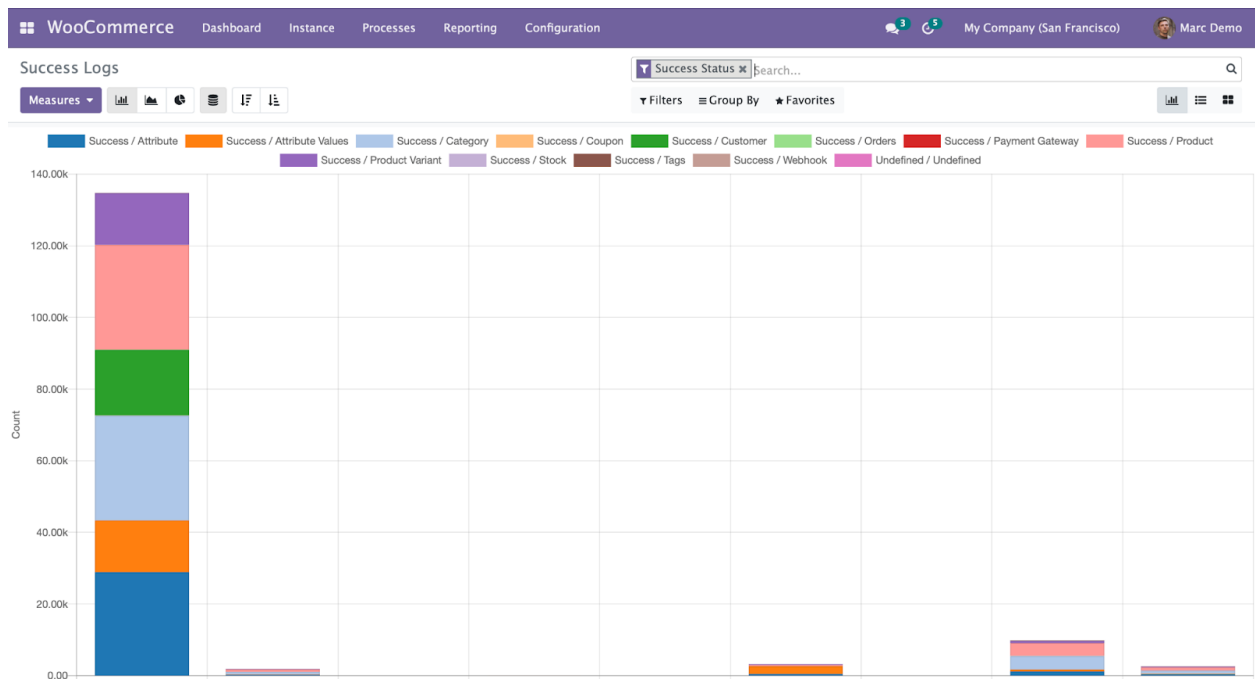 WooCommerce Dashboard Instance Processes Reporting Configuration 3 5 My Company (San Francisco) Marc Demo
Success Logs
Success Status × Search...
Measures
Filters Group By Favorites
Success / Attribute Success / Attribute Values Success / Category Success / Coupon Success / Customer Success / Orders Success / Payment Gateway Success / Product
Success / Product Variant Success / Stock Success / Tags Success / Webhook Undefined / Undefined
140.00k
120.00k
100.00k
80.00k
Count
60.00k
40.00k
20.00k
0.00